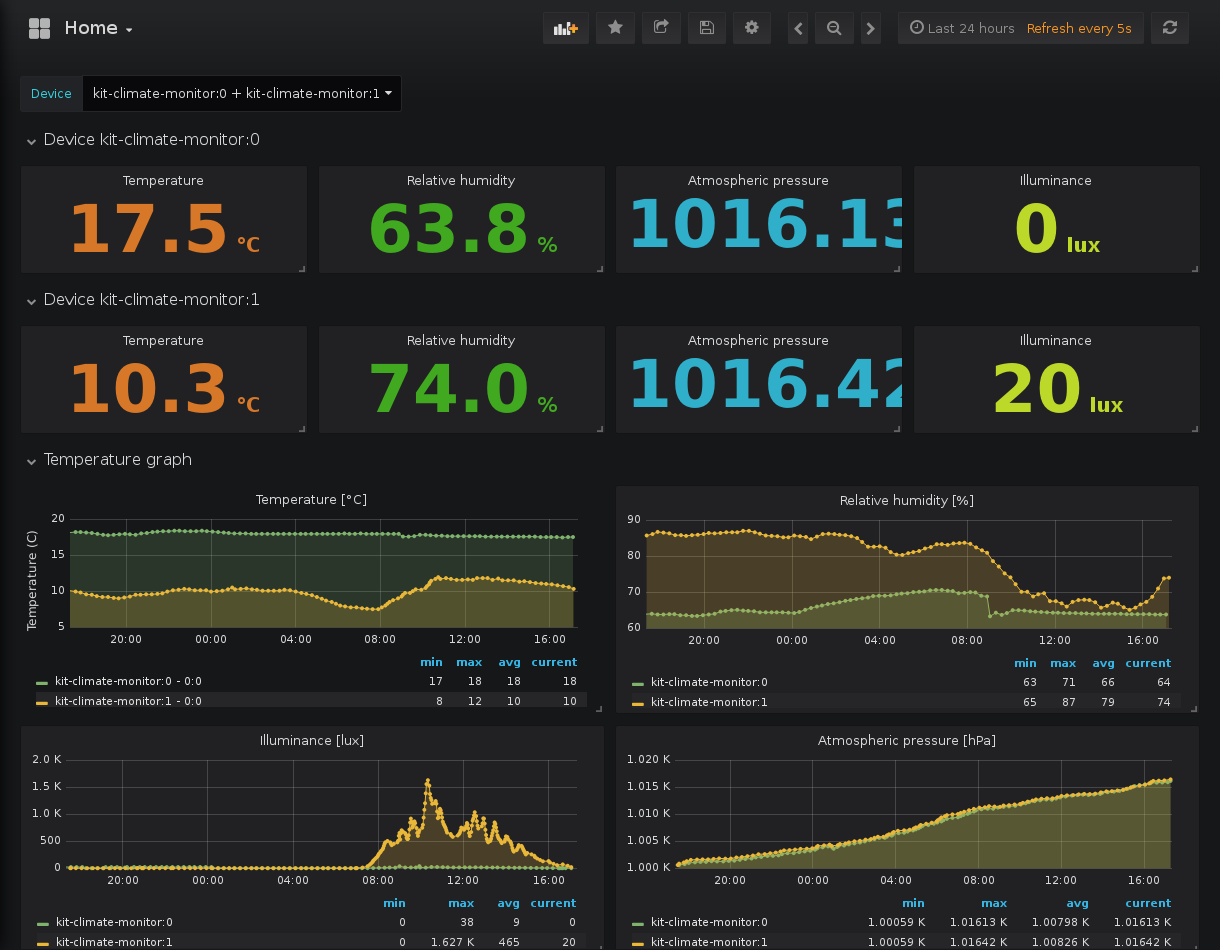 Home
Last 24 hours Refresh every 5s
Device kit-climate-monitor:0 + kit-climate-monitor:1
Device kit-climate-monitor:0
Temperature
17.5 °C
Relative humidity
63.8 %
Atmospheric pressure
1016.13
Illuminance
0 lux
Device kit-climate-monitor:1
Temperature
10.3 °C
Relative humidity
74.0 %
Atmospheric pressure
1016.42
Illuminance
20 lux
Temperature graph
Temperature [°C]
Temperature (C)
20
15
10
5
20:00 00:00 04:00 08:00 12:00 16:00
min max avg current
kit-climate-monitor:0 - 0:0 17 18 18 18
kit-climate-monitor:1 - 0:0 8 12 10 10
Relative humidity [%]
90
80
70
60
20:00 00:00 04:00 08:00 12:00 16:00
min max avg current
kit-climate-monitor:0 63 71 66 64
kit-climate-monitor:1 65 87 79 74
Illuminance [lux]
2.0 K
1.5 K
1.0 K
500
0
20:00 00:00 04:00 08:00 12:00 16:00
min max avg current
kit-climate-monitor:0 0 38 9 0
kit-climate-monitor:1 0 1.627 K 465 20
Atmospheric pressure [hPa]
1.020 K
1.015 K
1.010 K
1.005 K
1.000 K
20:00 00:00 04:00 08:00 12:00 16:00
min max avg current
kit-climate-monitor:0 1.00059 K 1.01613 K 1.00798 K 1.01613 K
kit-climate-monitor:1 1.00059 K 1.01642 K 1.00826 K 1.01642 K